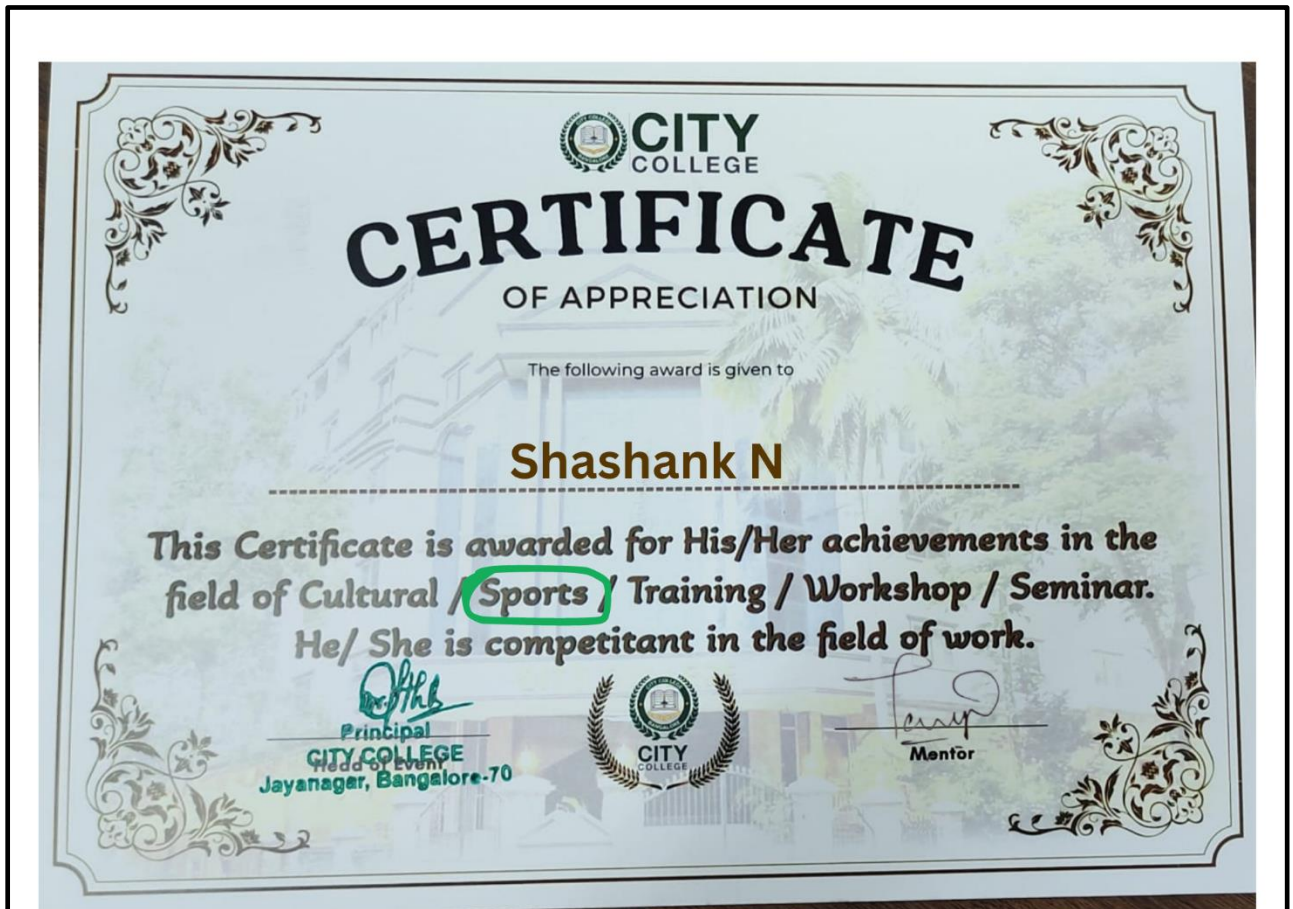 CITY
COLLEGE
CERTIFICATE
OF APPRECIATION
The following award is given to
Shashank N
This Certificate is awarded for His/Her achievements in the
field of Cultural / Sports / Training / Workshop / Seminar.
He/ She is competitant in the field of work.
Principal
CITY COLLEGE
Head of Event
Jayanagar, Bangalore-70
CITY
COLLEGE
Mentor